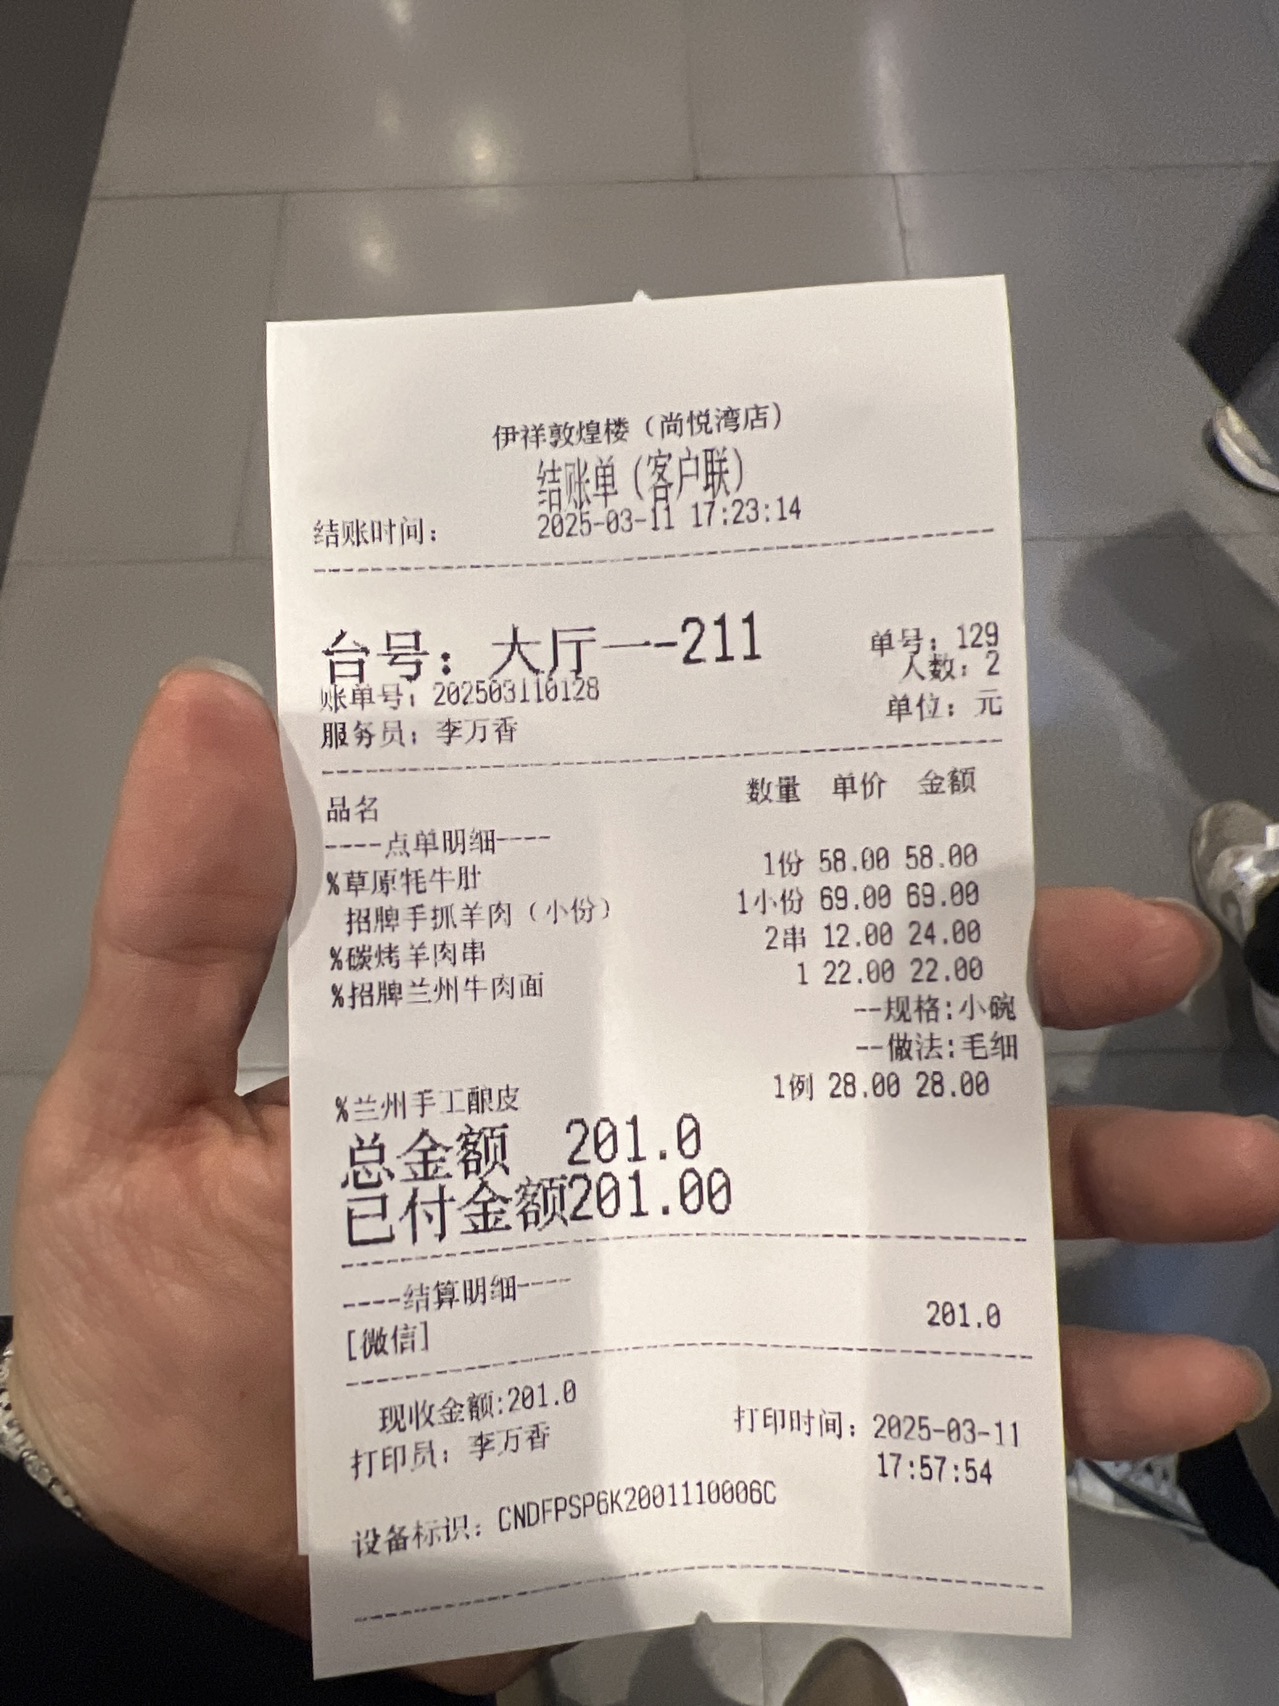 伊祥敦煌楼（尚悦湾店）
结账单（客户联）
结账时间： 2025-03-11 17:23:14
台号：大厅一-211 单号：129
人数：2
账单号：202503110128
服务员：李万香 单位：元
品名 数量 单价 金额
----点单明细----
%草原牦牛肚 1份 58.00 58.00
招牌手抓羊肉（小份） 1小份 69.00 69.00
%碳烤羊肉串 2串 12.00 24.00
%招牌兰州牛肉面 1 22.00 22.00
--规格:小碗
--做法:毛细
%兰州手工酿皮 1例 28.00 28.00
总金额 201.0
已付金额201.00
----结算明细----
[微信] 201.0
现收金额:201.0
打印员：李万香 打印时间：2025-03-11
17:57:54
设备标识：CNDFPSP6K2001110006C